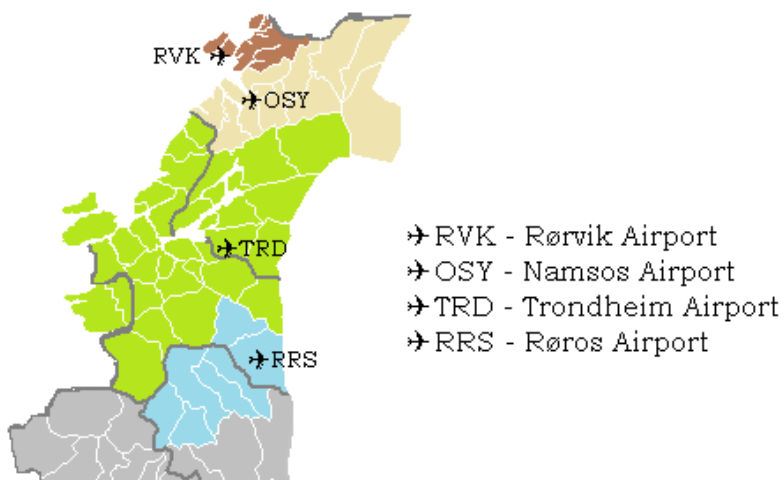 RVK
OSY
TRD
RRS
RVK - Rørvik Airport
OSY - Namsos Airport
TRD - Trondheim Airport
RRS - Røros Airport